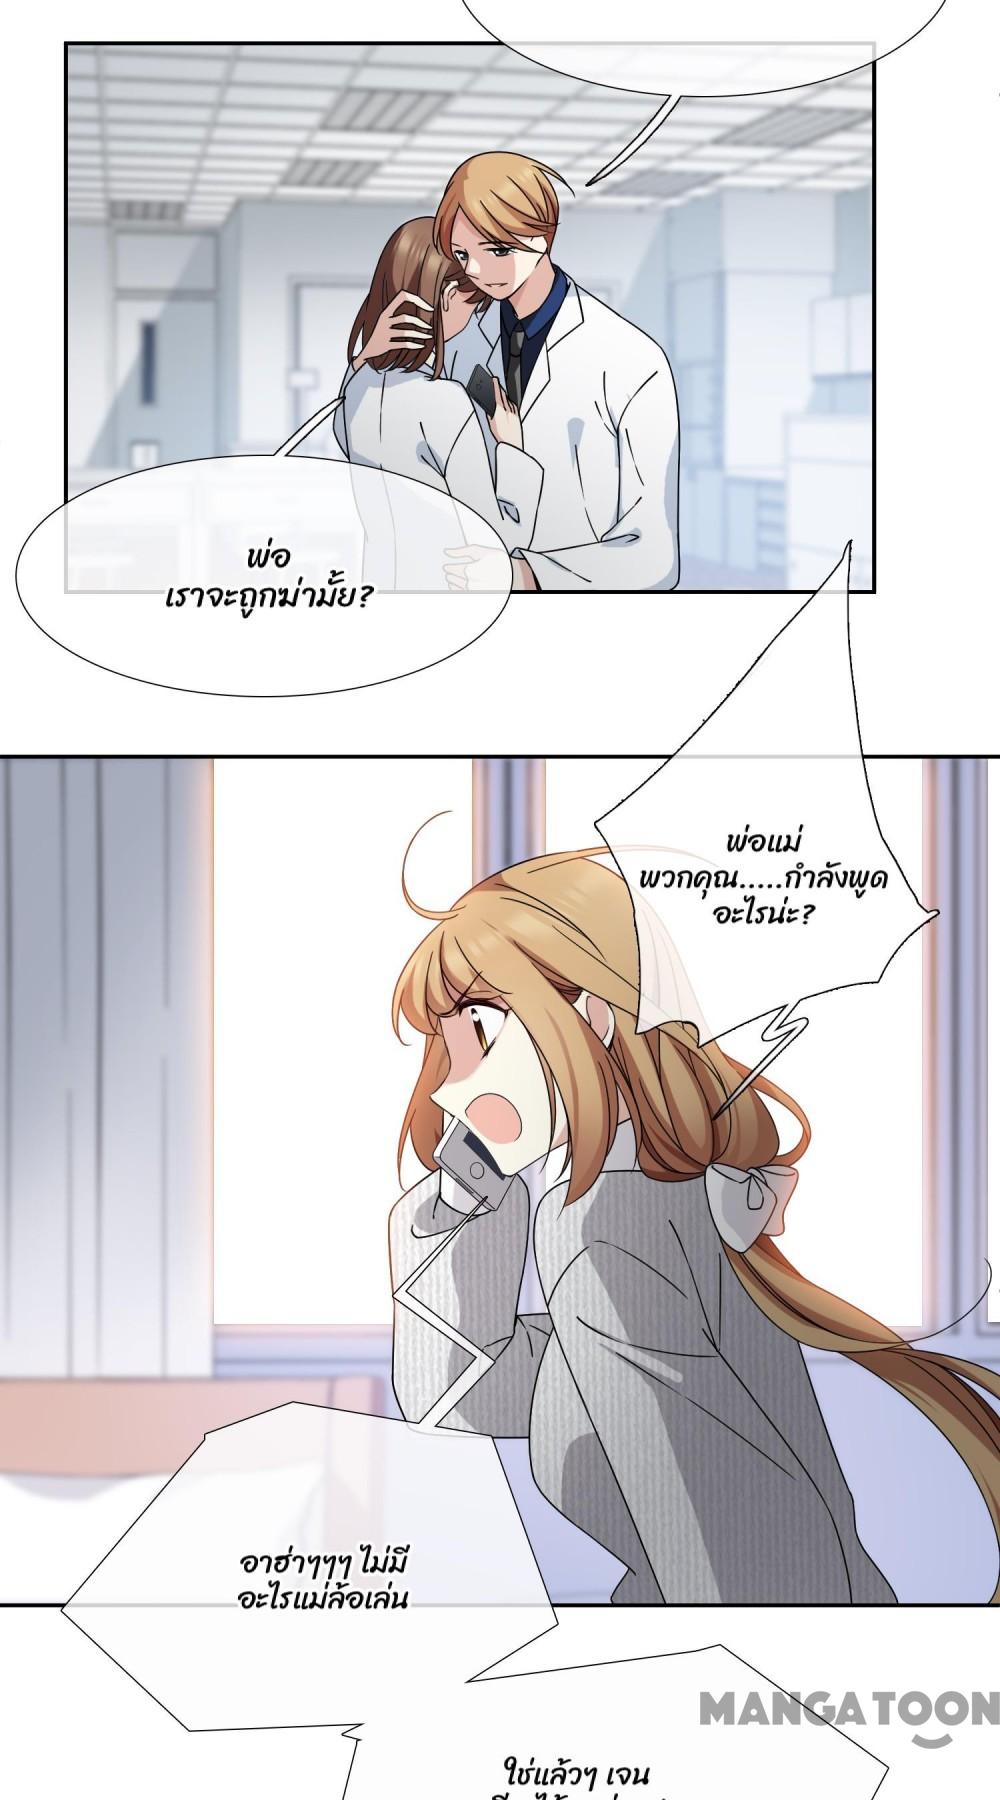 พ่อ
เราจะถูกฆ่ามั้ย?
พ่อแม่
พวกคุณ.....กำลังพูด
อะไรน่ะ?
อาฮ่าๆๆๆ ไม่มี
อะไรแม่ล้อเล่น
MANGATOON
ใช่แล้วๆ เจน